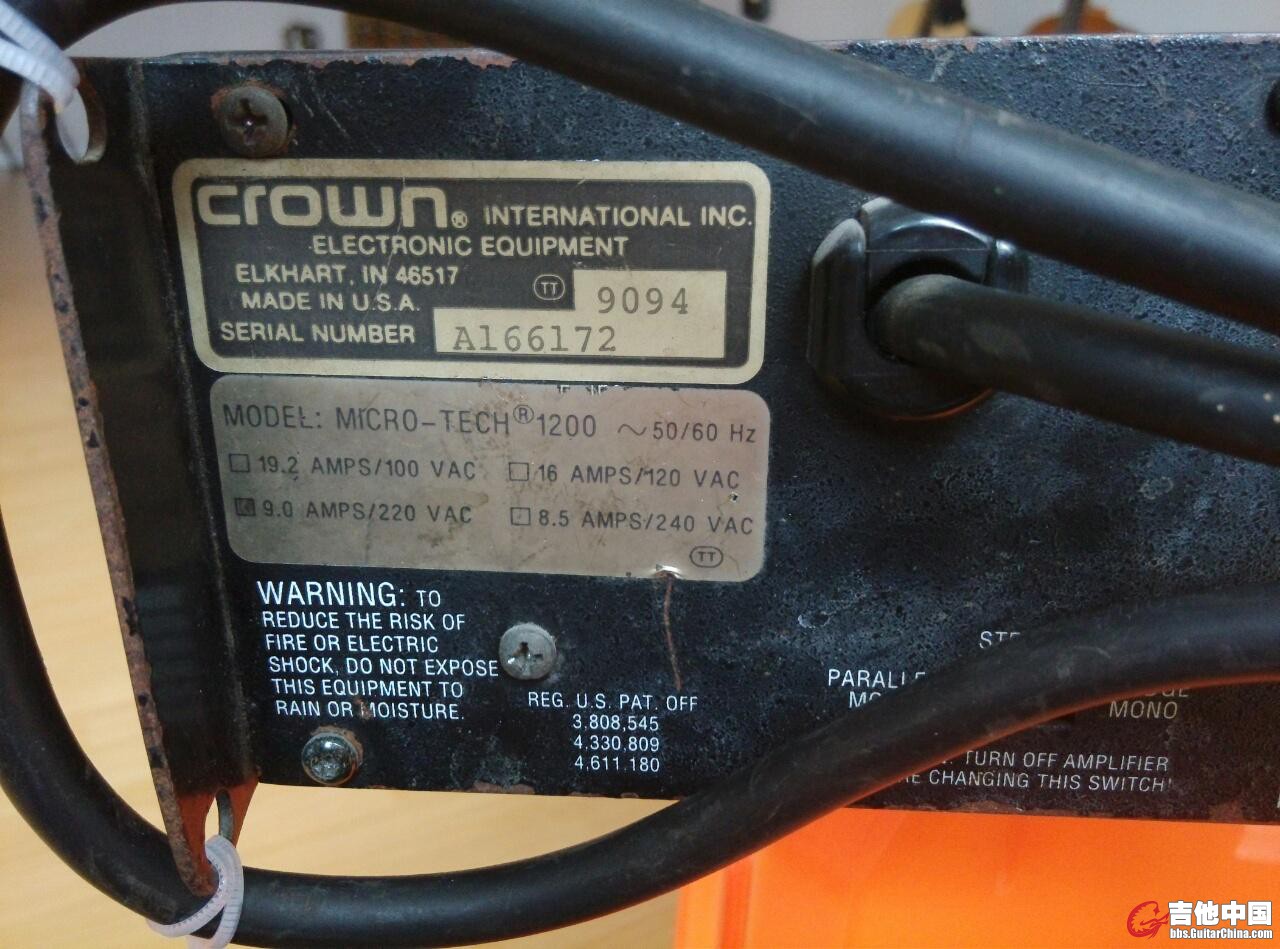 crown® INTERNATIONAL INC.
ELECTRONIC EQUIPMENT
ELKHART, IN 46517
MADE IN U.S.A.
TT
9094
SERIAL NUMBER A166172
MODEL: MICRO-TECH® 1200 ~50/60 Hz
19.2 AMPS/100 VAC 16 AMPS/120 VAC
9.0 AMPS/220 VAC 8.5 AMPS/240 VAC
TT
WARNING: TO
REDUCE THE RISK OF
FIRE OR ELECTRIC
SHOCK, DO NOT EXPOSE
THIS EQUIPMENT TO
RAIN OR MOISTURE.
REG. U.S. PAT. OFF
3,808,545
4,330,809
4,611,180
MONO
TURN OFF AMPLIFIER
CHANGING THIS SWITCH!
吉他中国
bbs.GuitarChina.com